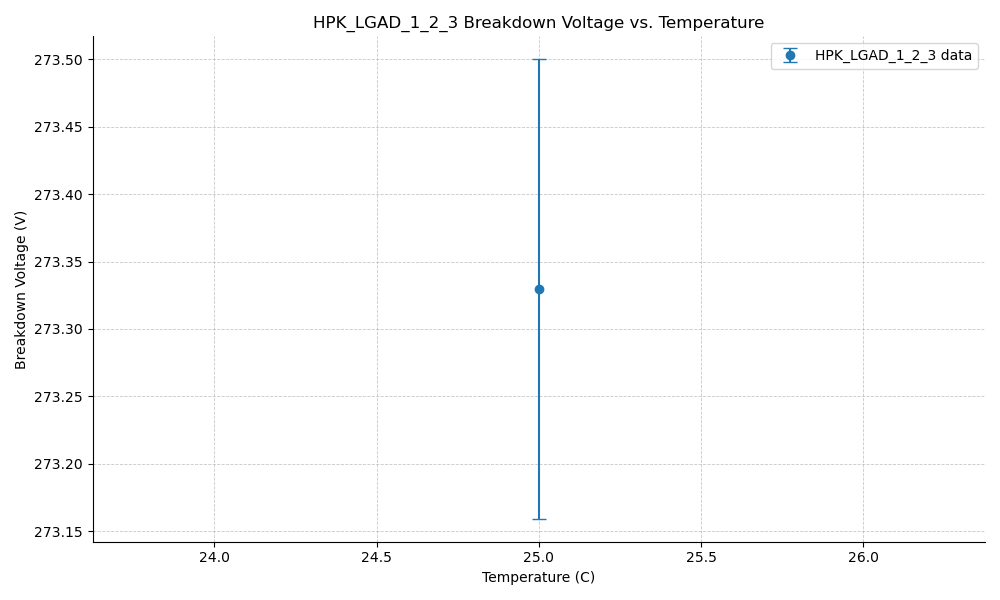 HPK_LGAD_1_2_3 Breakdown Voltage vs. Temperature
HPK_LGAD_1_2_3 data
Breakdown Voltage (V)
273.50
273.45
273.40
273.35
273.30
273.25
273.20
273.15
24.0 24.5 25.0 25.5 26.0
Temperature (C)